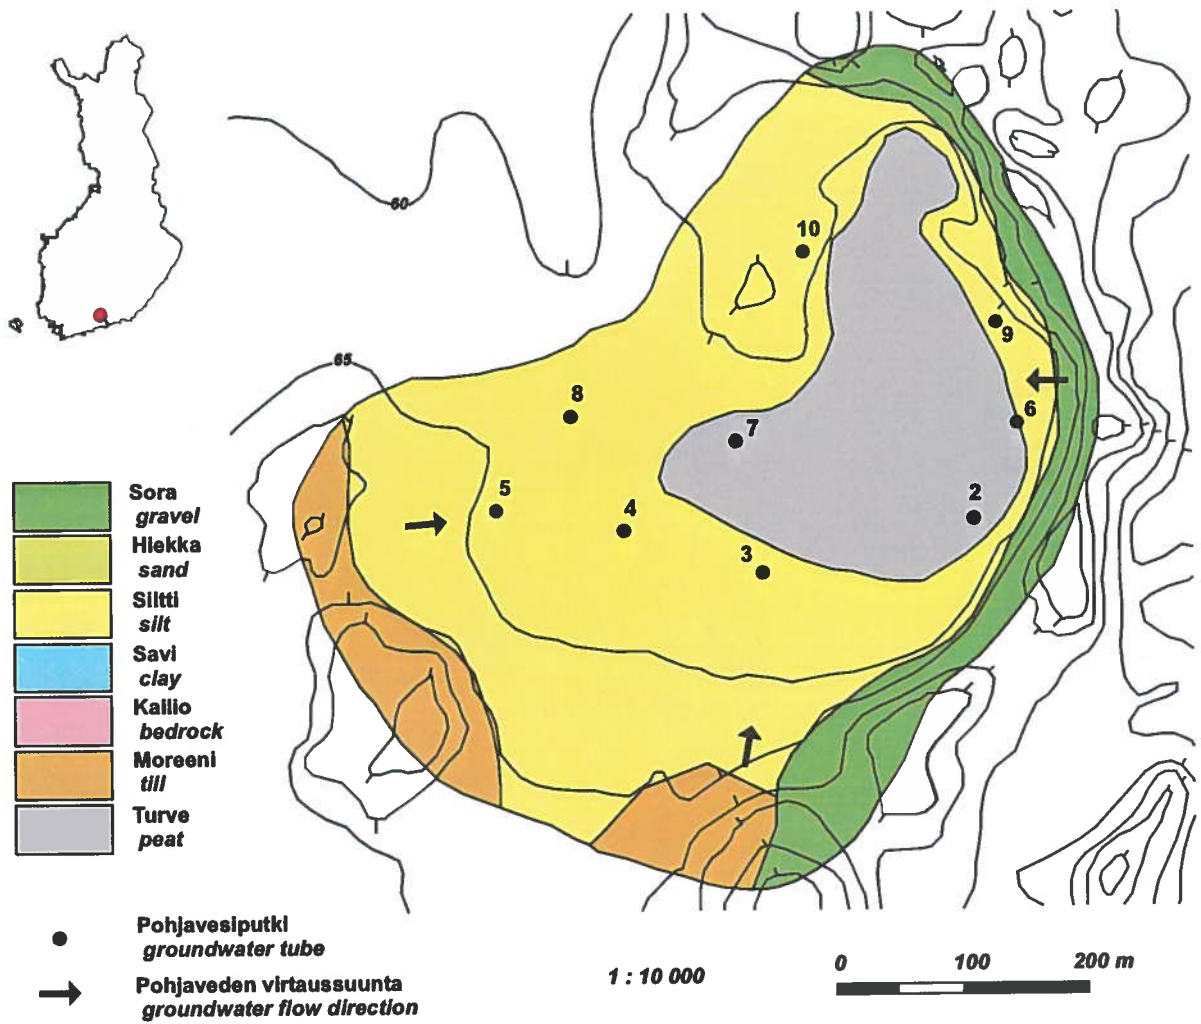 60
10
9
65
8
6
7
5
2
4
3
Sora
gravel
Hiekka
sand
Siltti
silt
Savi
clay
Kallio
bedrock
Moreeni
till
Turve
peat
Pohjavesiputki
groundwater tube
Pohjaveden virtaussuunta
groundwater flow direction
1 : 10 000
0 100 200 m